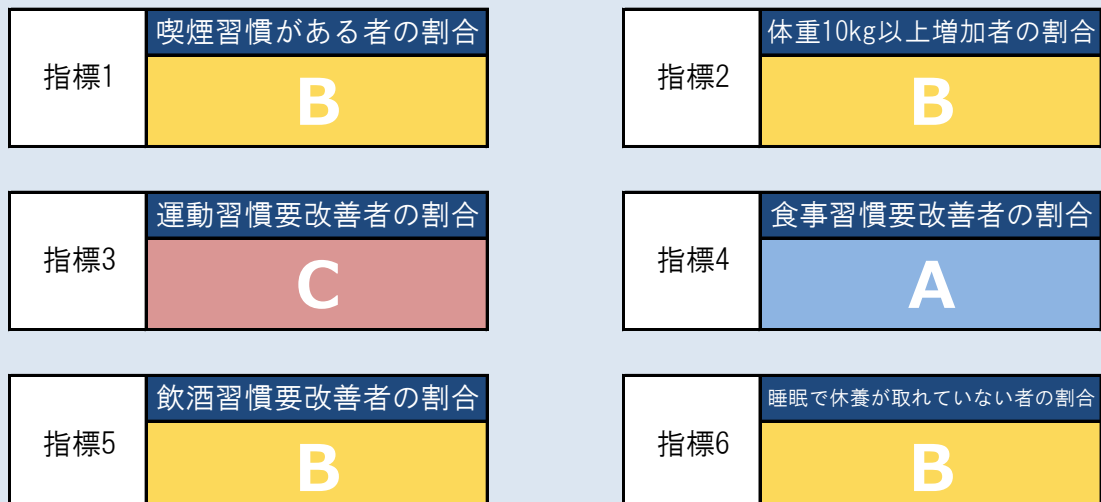 指標1
喫煙習慣がある者の割合
B
指標2
体重10kg以上増加者の割合
B
指標3
運動習慣要改善者の割合
C
指標4
食事習慣要改善者の割合
A
指標5
飲酒習慣要改善者の割合
B
指標6
睡眠で休養が取れていない者の割合
B